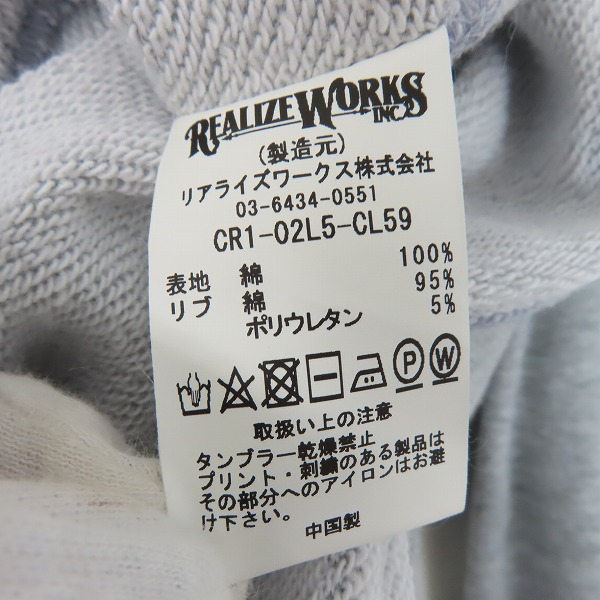 REALIZEWORKS
INC.
(製造元)
リアライズワークス株式会社
03-6434-0551
CR1-02L5-CL59
表地 綿 100%
リブ 綿 95%
ポリウレタン 5%
P W
取扱い上の注意
タンブラー乾燥禁止
プリント・刺繍のある製品は
その部分へのアイロンはお避
け下さい。
中国製